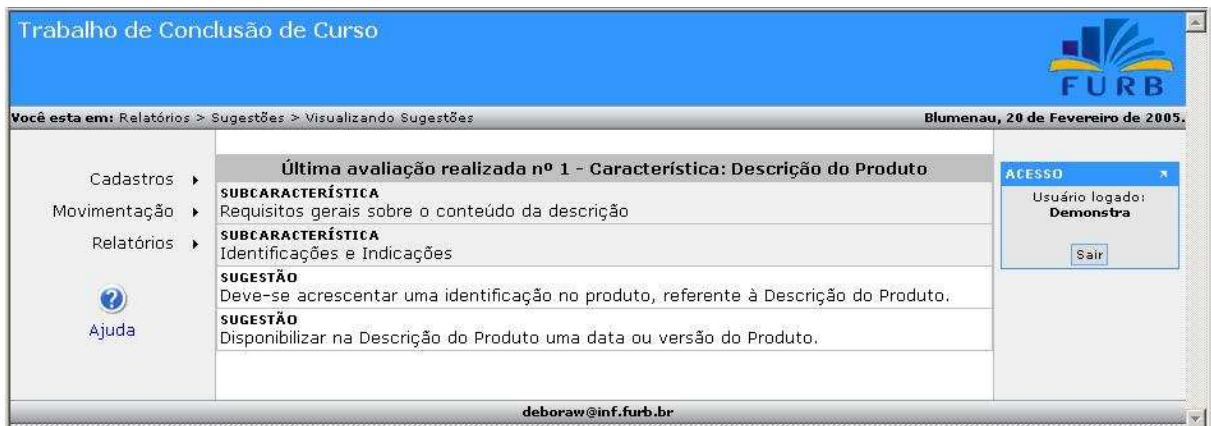 Trabalho de Conclusão de Curso
FURB
Você esta em: Relatórios > Sugestões > Visualizando Sugestões
Blumenau, 20 de Fevereiro de 2005.
Cadastros
Movimentação
Relatórios
Ajuda
Última avaliação realizada nº 1 - Característica: Descrição do Produto
SUBCARACTERÍSTICA
Requisitos gerais sobre o conteúdo da descrição
SUBCARACTERÍSTICA
Identificações e Indicações
SUGESTÃO
Deve-se acrescentar uma identificação no produto, referente à Descrição do Produto.
SUGESTÃO
Disponibilizar na Descrição do Produto uma data ou versão do Produto.
ACESSO
Usuário logado:
Demonstra
Sair
deboraw@inf.furb.br